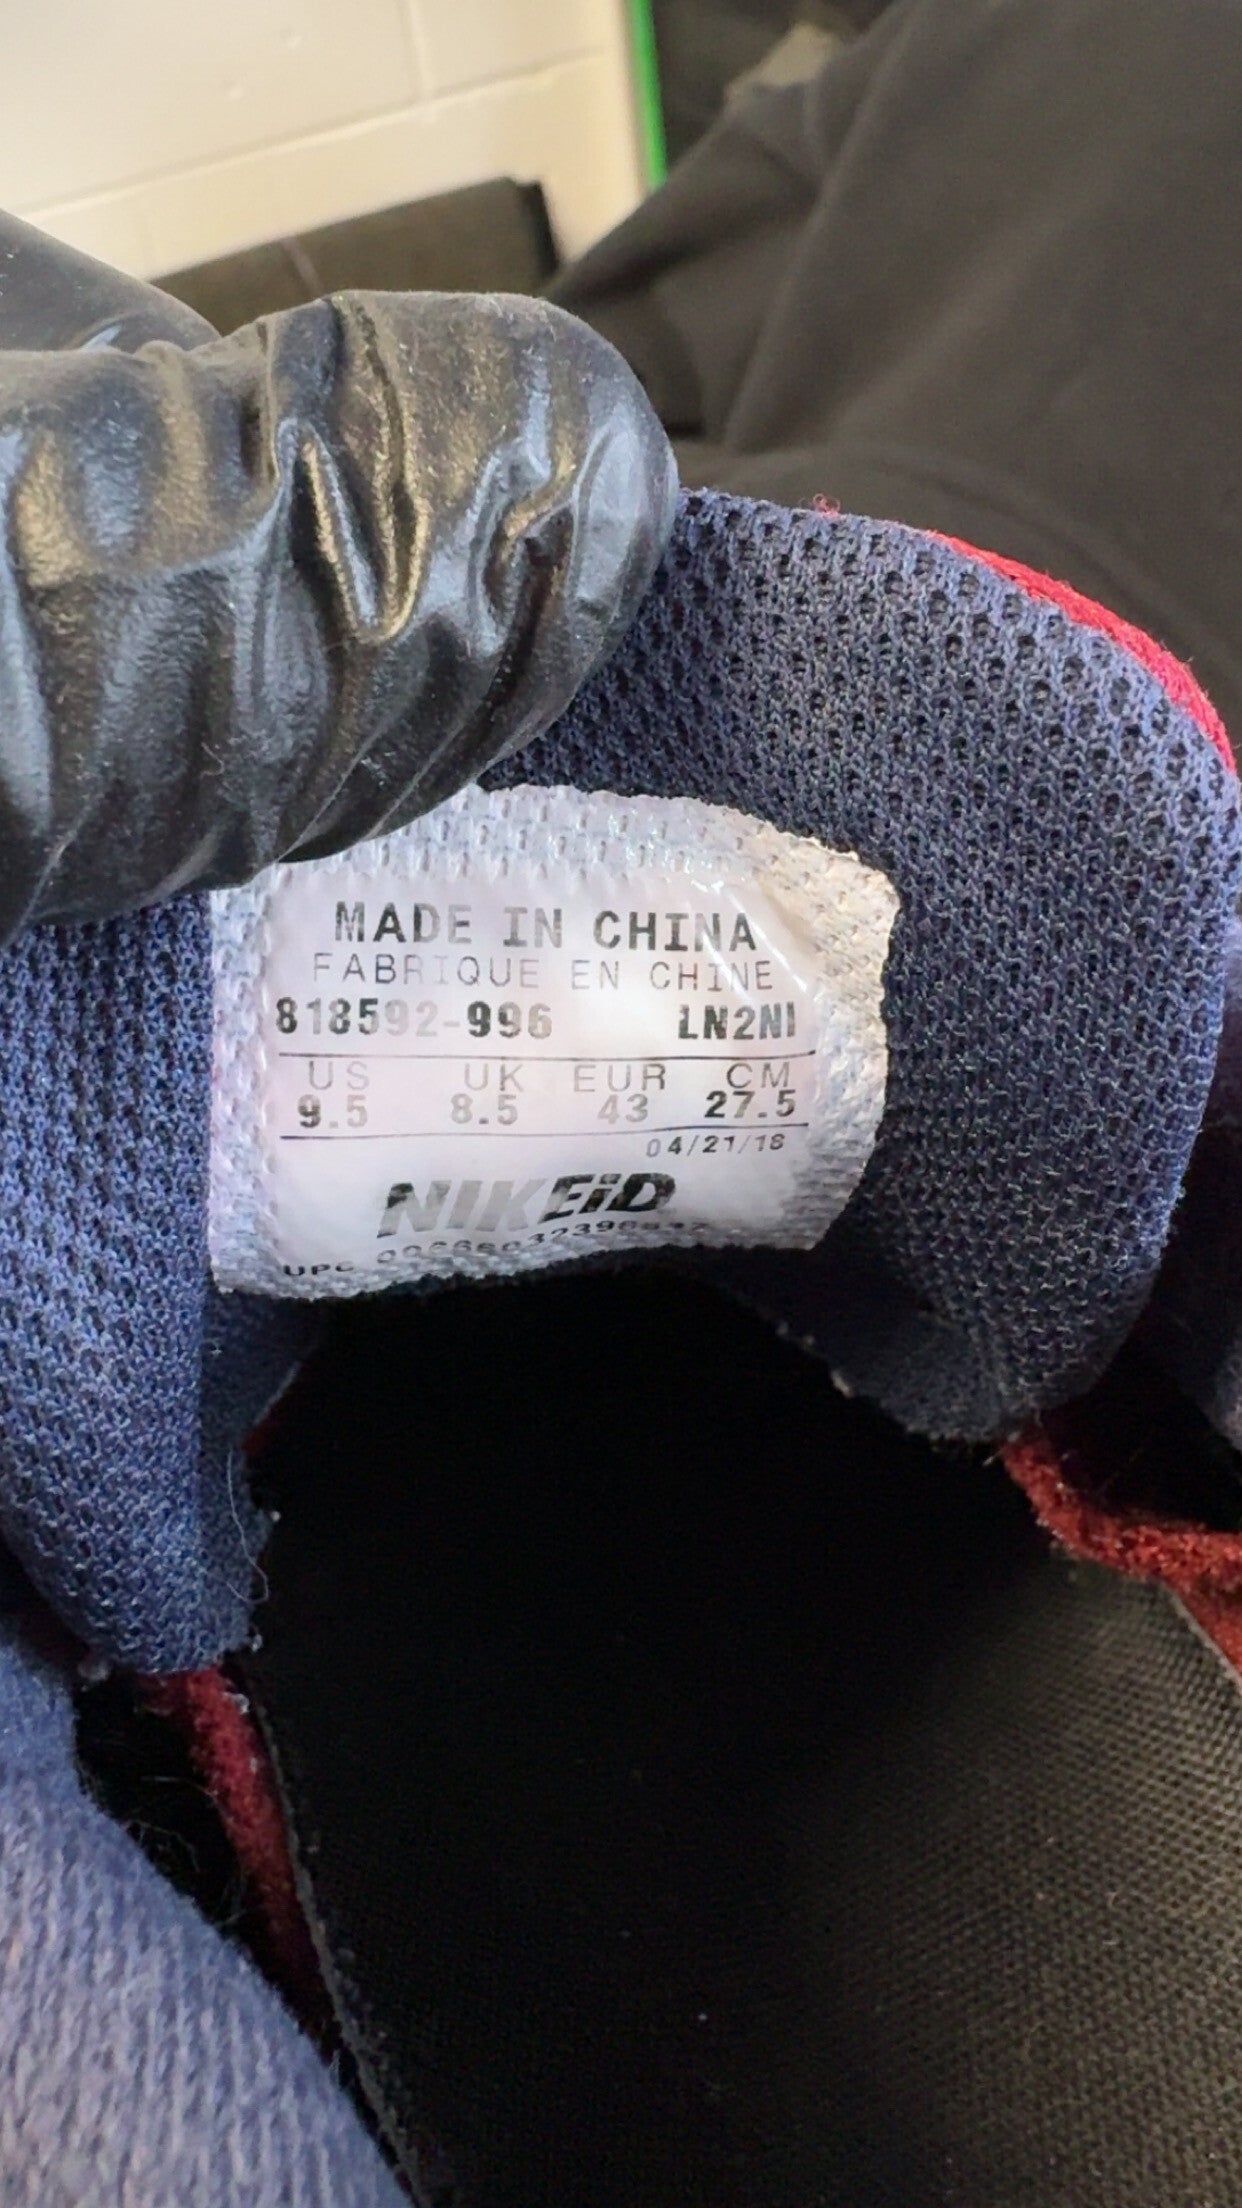 MADE IN CHINA
FABRIQUE EN CHINE
818592-996 LN2NI
US UK EUR CM
9.5 8.5 43 27.5
04/21/18
NIKEiD
UPC